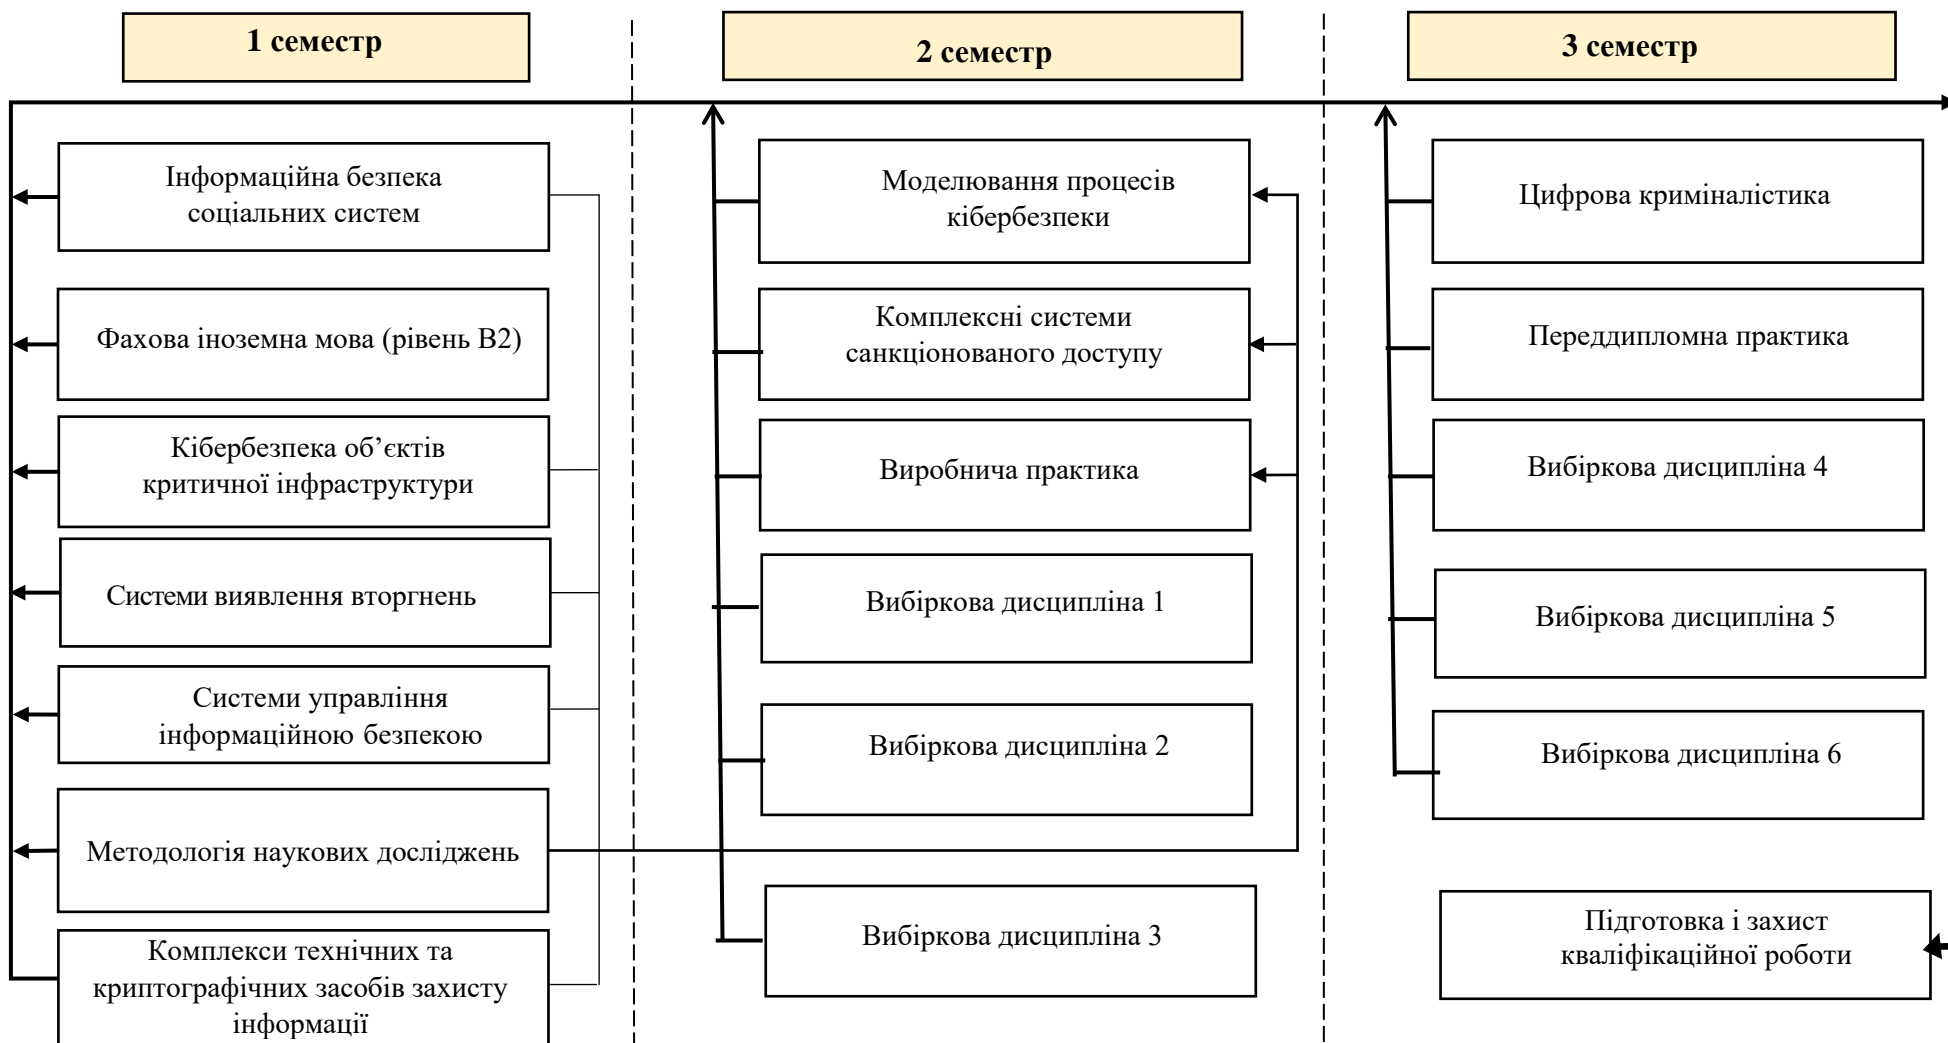 1 семестр
2 семестр
3 семестр
Інформаційна безпека
соціальних систем
Фахова іноземна мова (рівень В2)
Кібербезпека об’єктів
критичної інфраструктури
Системи виявлення вторгнень
Системи управління
інформаційною безпекою
Методологія наукових досліджень
Комплекси технічних та
криптографічних засобів захисту
інформації
Моделювання процесів
кібербезпеки
Комплексні системи
санкціонованого доступу
Виробнича практика
Вибіркова дисципліна 1
Вибіркова дисципліна 2
Вибіркова дисципліна 3
Цифрова криміналістика
Переддипломна практика
Вибіркова дисципліна 4
Вибіркова дисципліна 5
Вибіркова дисципліна 6
Підготовка і захист
кваліфікаційної роботи